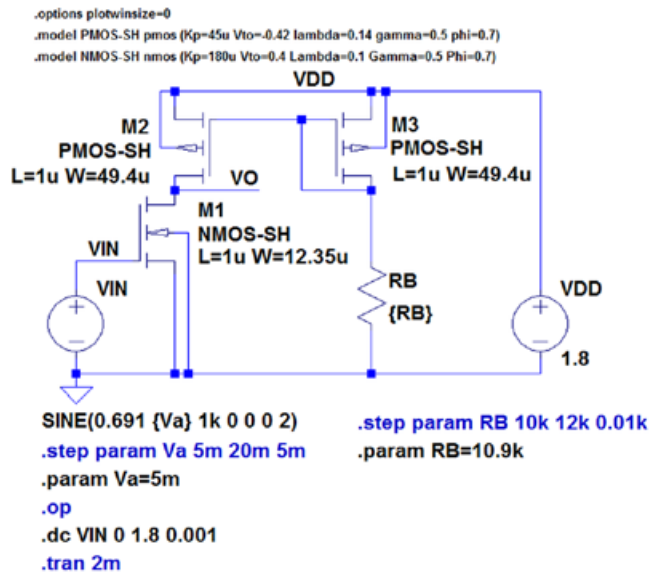 .options plotwinsize=0
.model PMOS-SH pmos (Kp=45u Vto=-0.42 lambda=0.14 gamma=0.5 phi=0.7)
.model NMOS-SH nmos (Kp=180u Vto=0.4 Lambda=0.1 Gamma=0.5 Phi=0.7)
VDD
M2
PMOS-SH
L=1u W=49.4u
M3
PMOS-SH
L=1u W=49.4u
VO
M1
NMOS-SH
L=1u W=12.35u
VIN
VIN
RB
{RB}
VDD
1.8
SINE(0.691 {Va} 1k 0 0 0 2)
.step param Va 5m 20m 5m
.param Va=5m
.op
.dc VIN 0 1.8 0.001
.tran 2m
.step param RB 10k 12k 0.01k
.param RB=10.9k